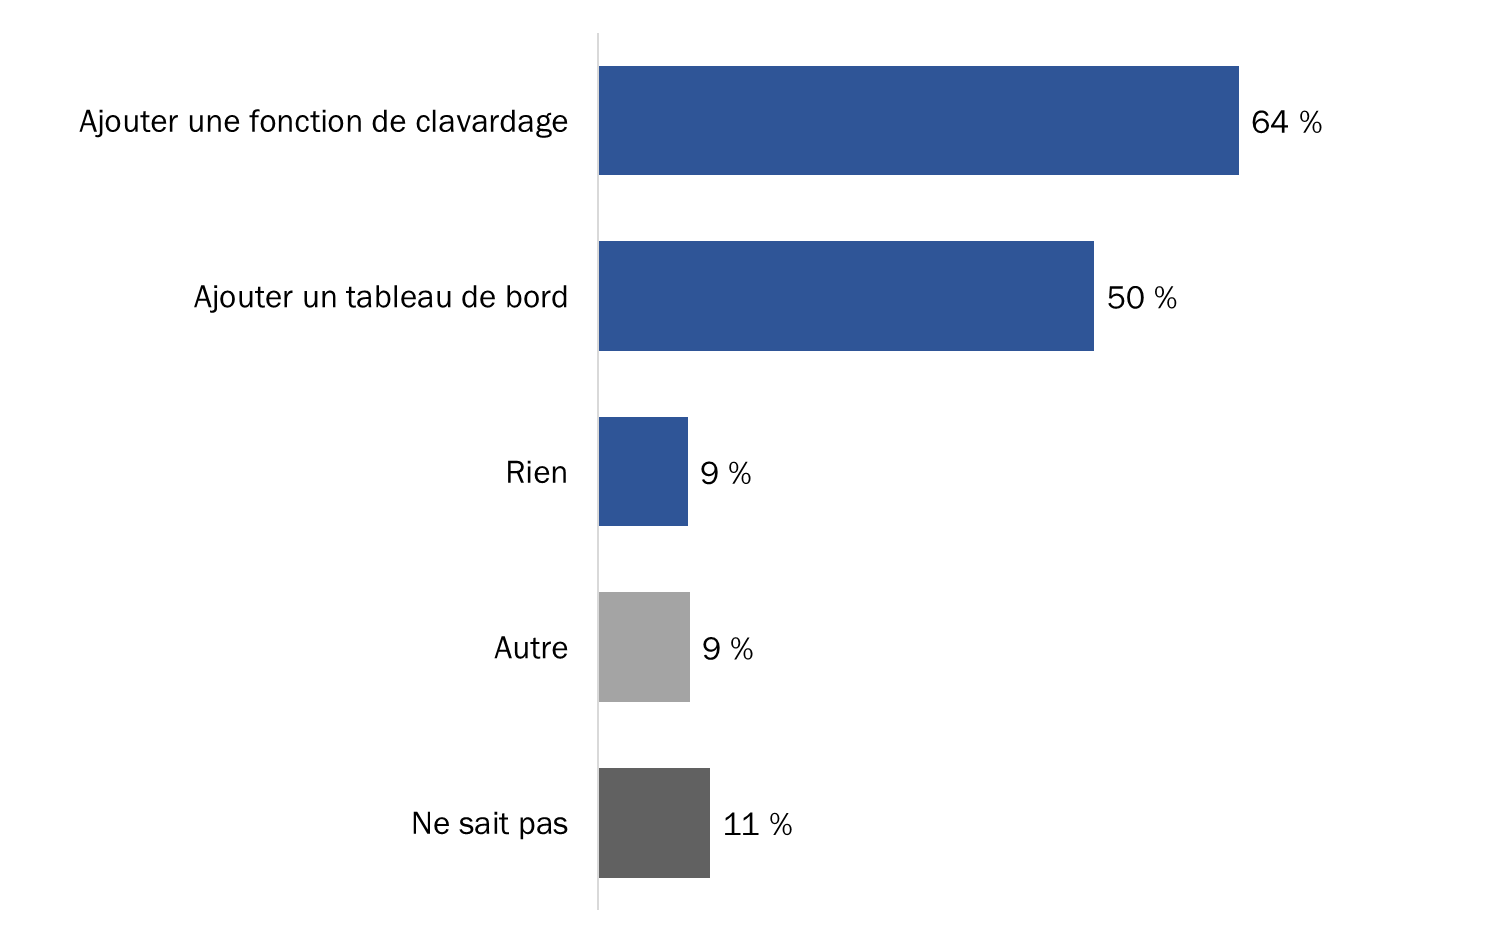 Ajouter une fonction de clavardage 64 %
Ajouter un tableau de bord 50 %
Rien 9 %
Autre 9 %
Ne sait pas 11 %